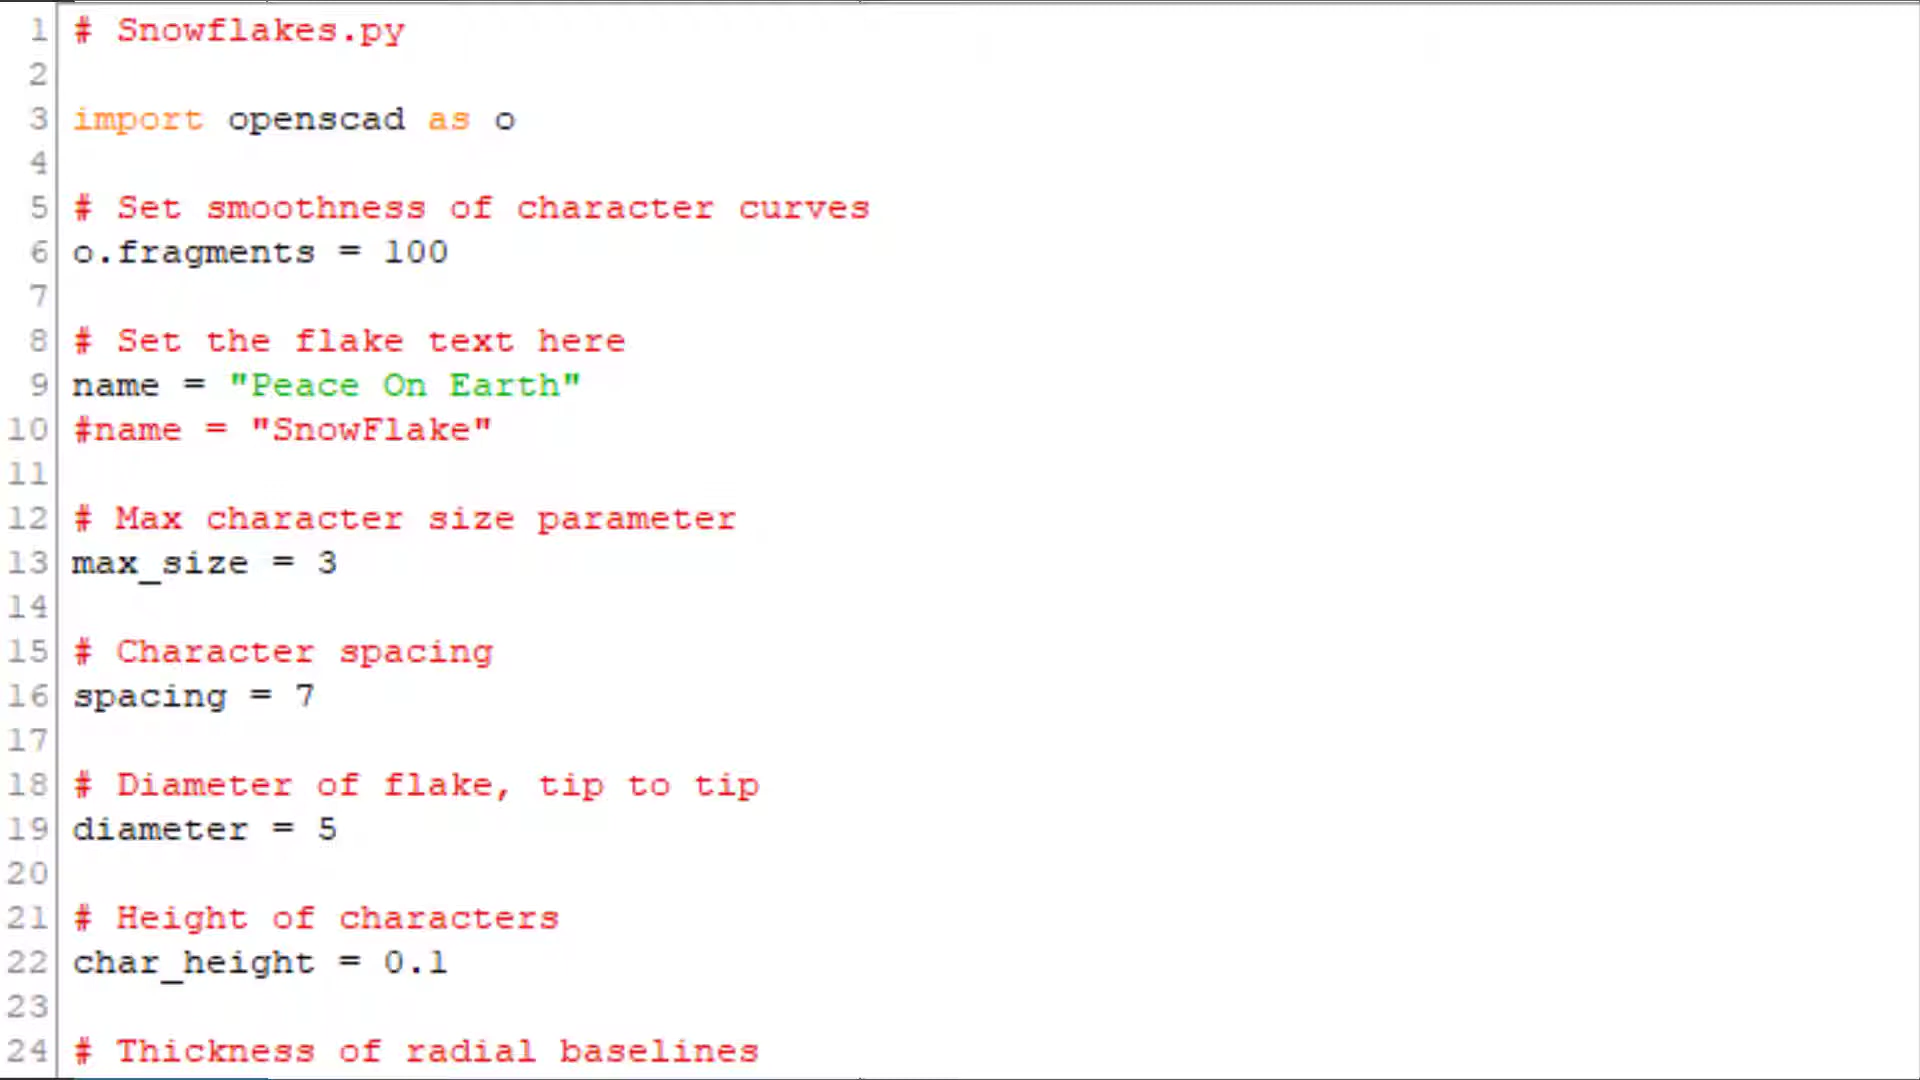 1 # Snowflakes.py
2
3 import openscad as o
4
5 # Set smoothness of character curves
6 o.fragments = 100
7
8 # Set the flake text here
9 name = "Peace On Earth"
10 #name = "SnowFlake"
11
12 # Max character size parameter
13 max_size = 3
14
15 # Character spacing
16 spacing = 7
17
18 # Diameter of flake, tip to tip
19 diameter = 5
20
21 # Height of characters
22 char_height = 0.1
23
24 # Thickness of radial baselines